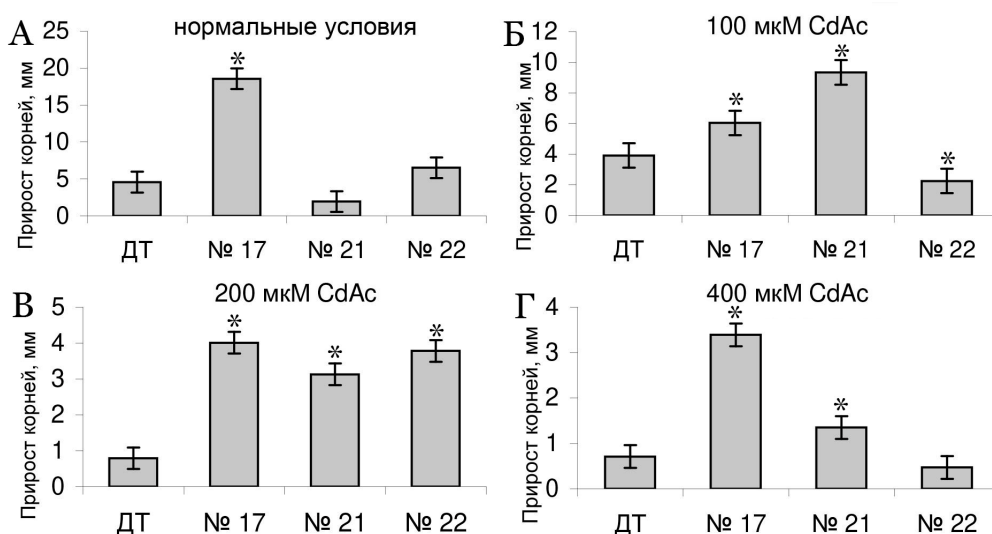 А
нормальные условия
Прирост корней, мм
25
20
15
10
5
0
*
ДТ
№ 17
№ 21
№ 22
Б
100 мкМ CdAc
Прирост корней, мм
12
10
8
6
4
2
0
*
*
*
ДТ
№ 17
№ 21
№ 22
В
200 мкМ CdAc
Прирост корней, мм
5
4
3
2
1
0
*
*
*
ДТ
№ 17
№ 21
№ 22
Г
400 мкМ CdAc
Прирост корней, мм
4
3
2
1
0
*
*
ДТ
№ 17
№ 21
№ 22